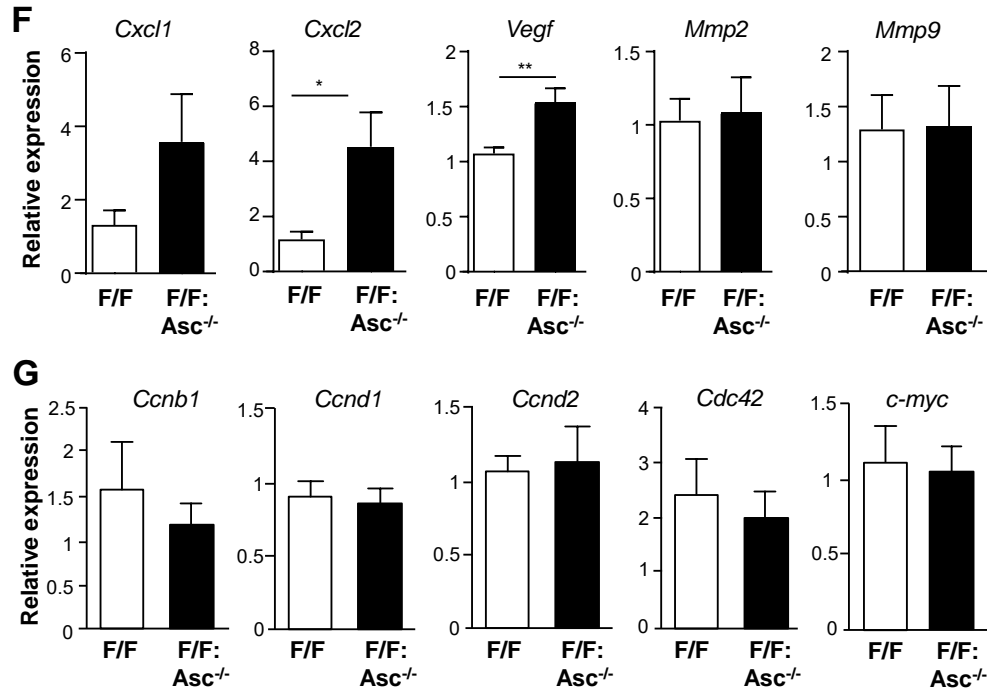 F
Relative expression
Cxcl1
6
4
2
0
F/F
F/F:
Asc-/-
Cxcl2
8
6
4
2
0
*
F/F
F/F:
Asc-/-
Vegf
2
1.5
1
0.5
0
**
F/F
F/F:
Asc-/-
Mmp2
1.5
1
0.5
0
F/F
F/F:
Asc-/-
Mmp9
2
1.5
1
0.5
0
F/F
F/F:
Asc-/-
G
Relative expression
Ccnb1
2.5
2
1.5
1
1.5
0
F/F
F/F:
Asc-/-
Ccnd1
1.5
1
0.5
0
F/F
F/F:
Asc-/-
Ccnd2
1.5
1
0.5
0
F/F
F/F:
Asc-/-
Cdc42
4
3
2
1
0
F/F
F/F:
Asc-/-
c-myc
1.5
1
0.5
0
F/F
F/F:
Asc-/-